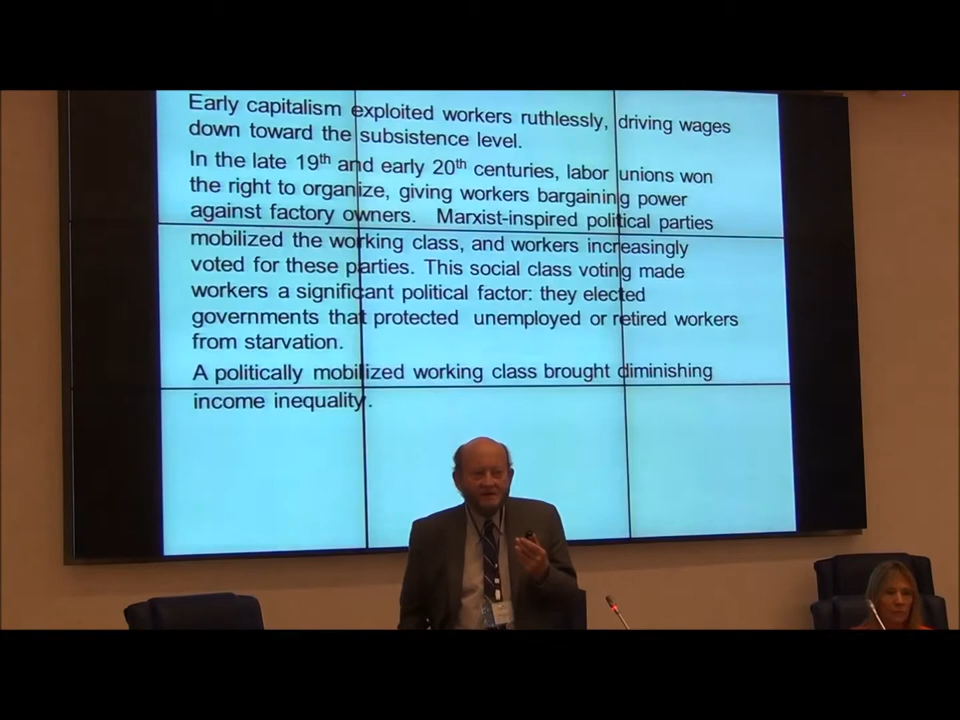 Early capitalism exploited workers ruthlessly, driving wages
down toward the subsistence level.
In the late 19th and early 20th centuries, labor unions won
the right to organize, giving workers bargaining power
against factory owners. Marxist-inspired political parties
mobilized the working class, and workers increasingly
voted for these parties. This social class voting made
workers a significant political factor: they elected
governments that protected unemployed or retired workers
from starvation.
A politically mobilized working class brought diminishing
income inequality.